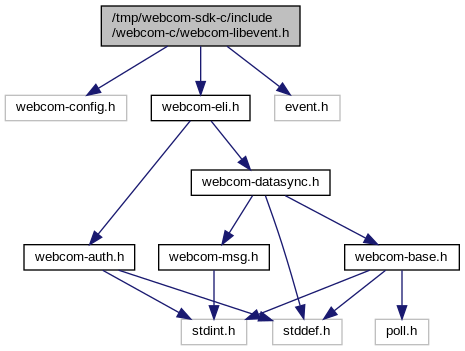 /tmp/webcom-sdk-c/include
/webcom-c/webcom-libevent.h
webcom-config.h
webcom-eli.h
event.h
webcom-datasync.h
webcom-auth.h
webcom-msg.h
webcom-base.h
stdint.h
stddef.h
poll.h